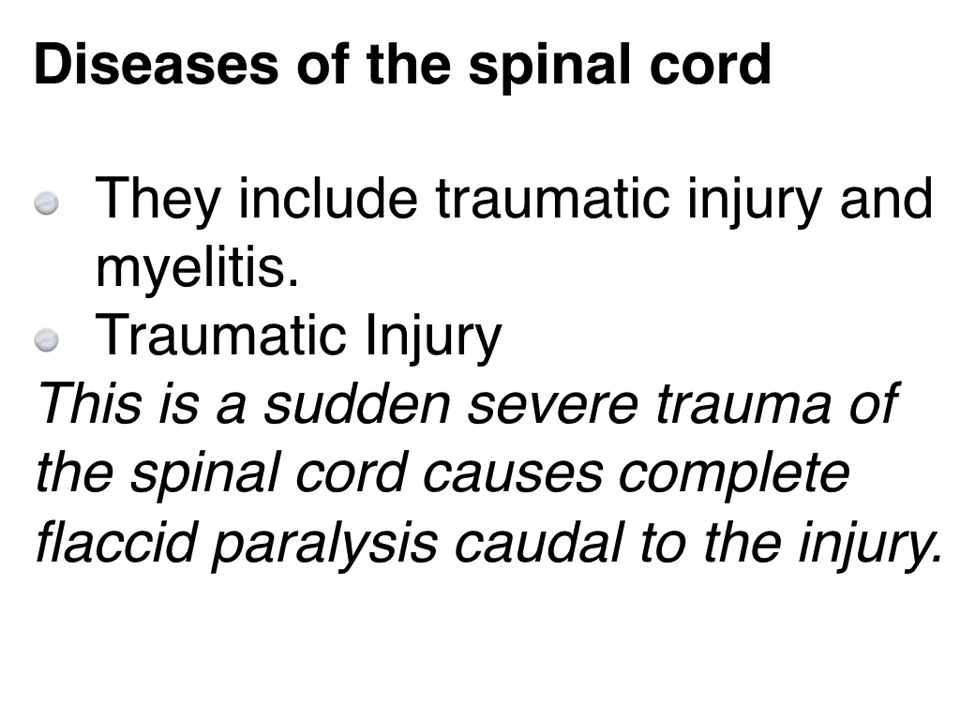 Diseases of the spinal cord
They include traumatic injury and
myelitis.
Traumatic Injury
This is a sudden severe trauma of
the spinal cord causes complete
flaccid paralysis caudal to the injury.